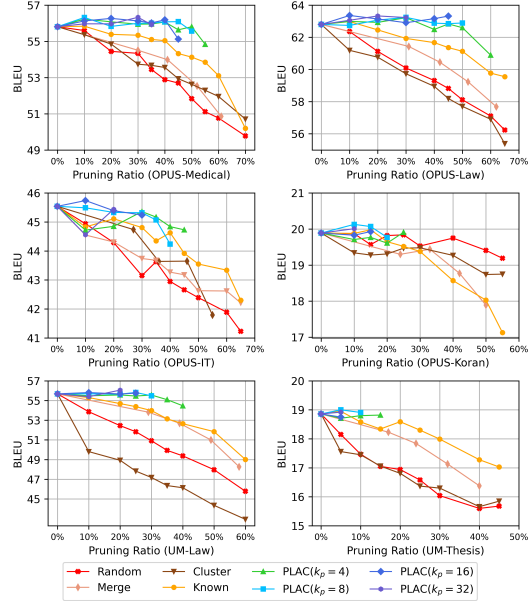 57
55
53
51
49
BLEU
0% 10% 20% 30% 40% 50% 60% 70%
Pruning Ratio (OPUS-Medical)
64
62
60
58
56
BLEU
0% 10% 20% 30% 40% 50% 60% 70%
Pruning Ratio (OPUS-Law)
46
45
44
43
42
41
BLEU
0% 10% 20% 30% 40% 50% 60% 70%
Pruning Ratio (OPUS-IT)
21
20
19
18
17
BLEU
0% 10% 20% 30% 40% 50% 60%
Pruning Ratio (OPUS-Koran)
57
55
53
51
49
47
45
BLEU
0% 10% 20% 30% 40% 50% 60%
Pruning Ratio (UM-Law)
19
18
17
16
15
BLEU
0% 10% 20% 30% 40% 50%
Pruning Ratio (UM-Thesis)
Random Cluster PLAC(kₚ = 4) PLAC(kₚ = 16)
Merge Known PLAC(kₚ = 8) PLAC(kₚ = 32)